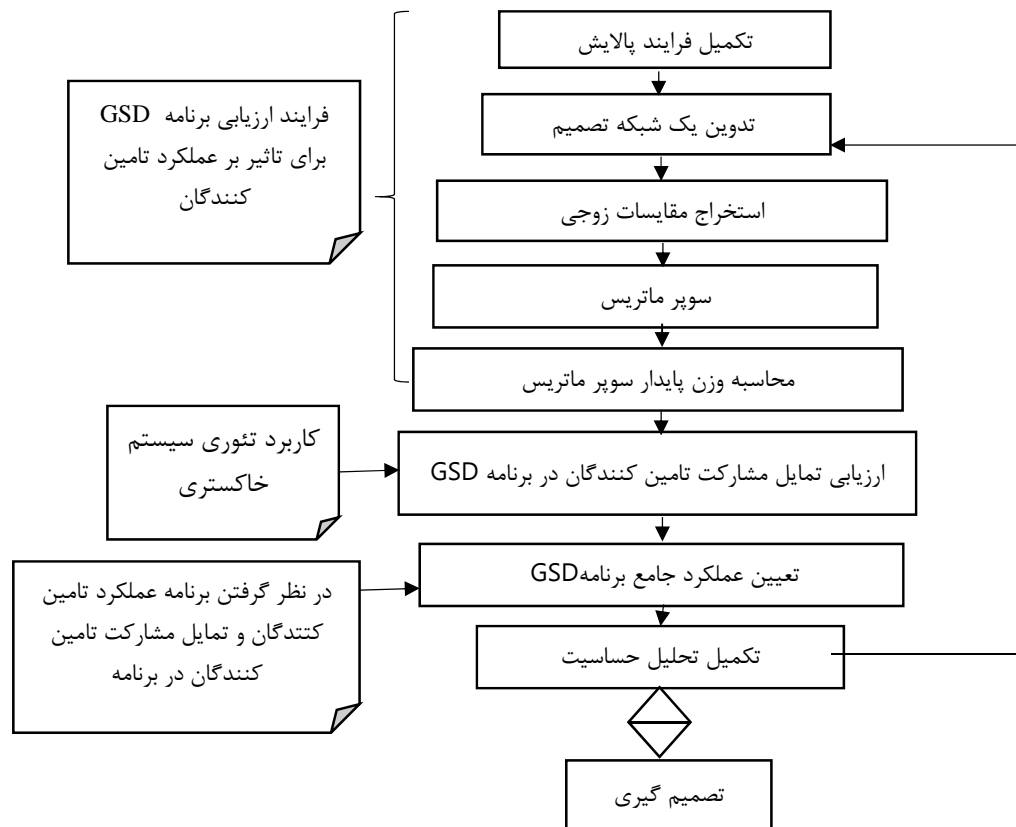 تکمیل فرایند پالایش
تدوین یک شبکه تصمیم
فرایند ارزیابی برنامه GSD
برای تاثیر بر عملکرد تامین
کنندگان
استخراج مقایسات زوجی
سوپر ماتریس
محاسبه وزن پایدار سوپر ماتریس
کاربرد تئوری سیستم
خاکستری
ارزیابی تمایل مشارکت تامین کنندگان در برنامه GSD
تعیین عملکرد جامع برنامهGSD
در نظر گرفتن برنامه عملکرد تامین
کنتدگان و تمایل مشارکت تامین
کنندگان در برنامه
تکمیل تحلیل حساسیت
تصمیم گیری